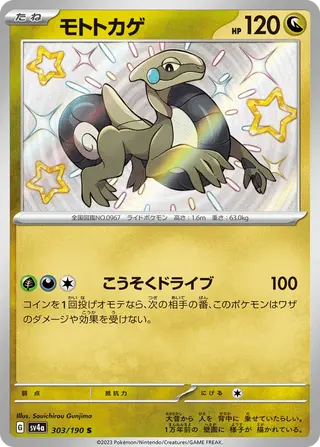 たね
モトトカゲ
HP 120
全国図鑑NO.0967 ライドポケモン 高さ:1.6m 重さ:63.0kg
こうそくドライブ 100
コインを1回投げオモテなら、次の相手の番、このポケモンはワザ
のダメージや効果を受けない。
弱点 抵抗力 にげる
Illus. Souichirou Gunjima
G sv4a 303/190 S
大昔から 人を 背中に 乗せていたらしい。
1万年前の 壁画に 描かれている。
©2023 Pokémon/Nintendo/Creatures/GAME FREAK.